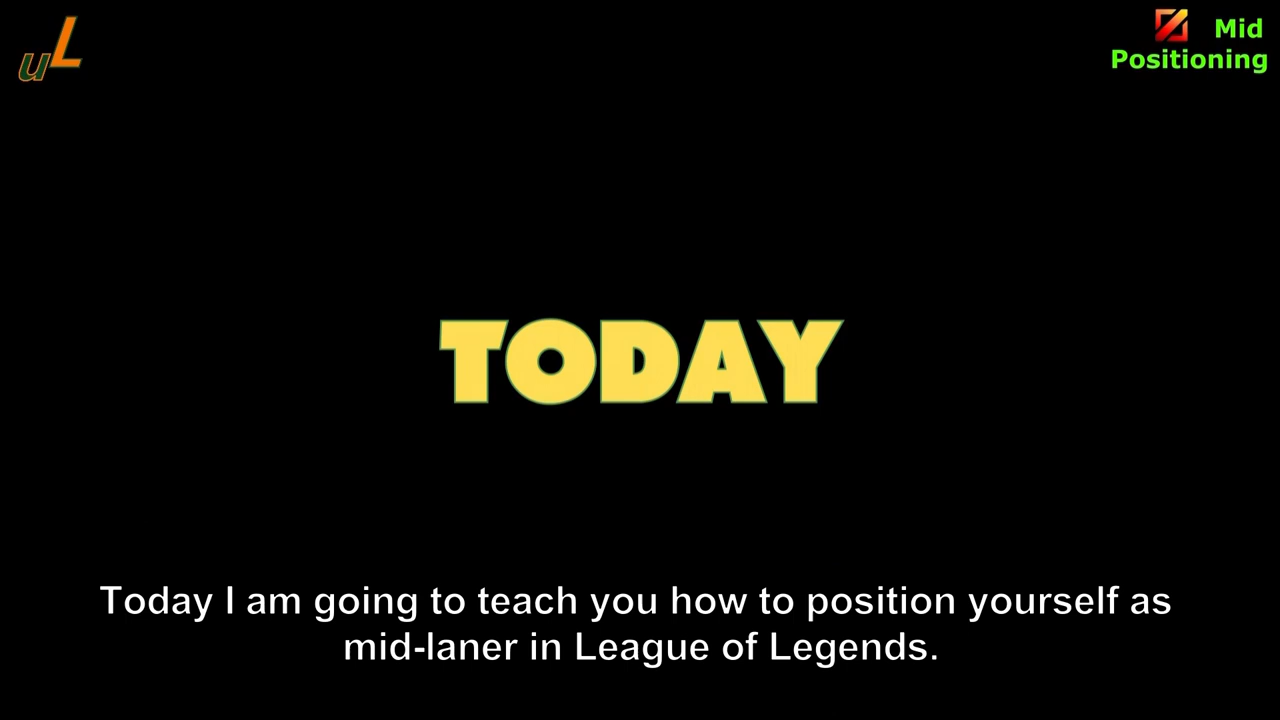 uL
Mid
Positioning
TODAY
Today I am going to teach you how to position yourself as
mid-laner in League of Legends.